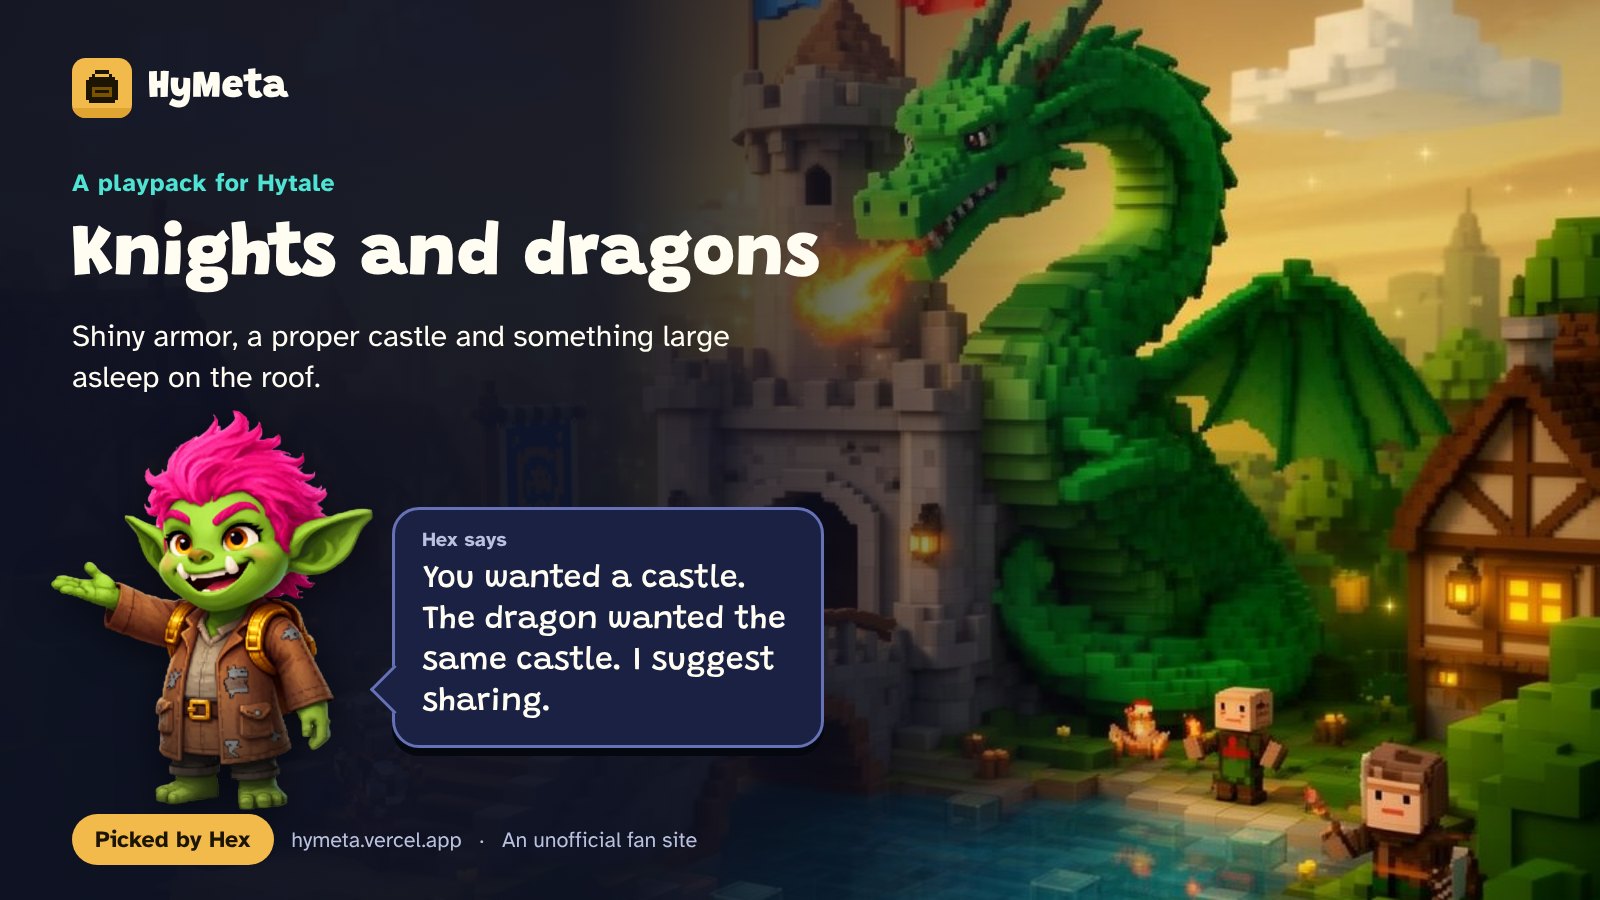 HyMeta
A playpack for Hytale
Knights and dragons
Shiny armor, a proper castle and something large
asleep on the roof.
Hex says
You wanted a castle.
The dragon wanted the
same castle. I suggest
sharing.
Picked by Hex
hymeta.vercel.app · An unofficial fan site